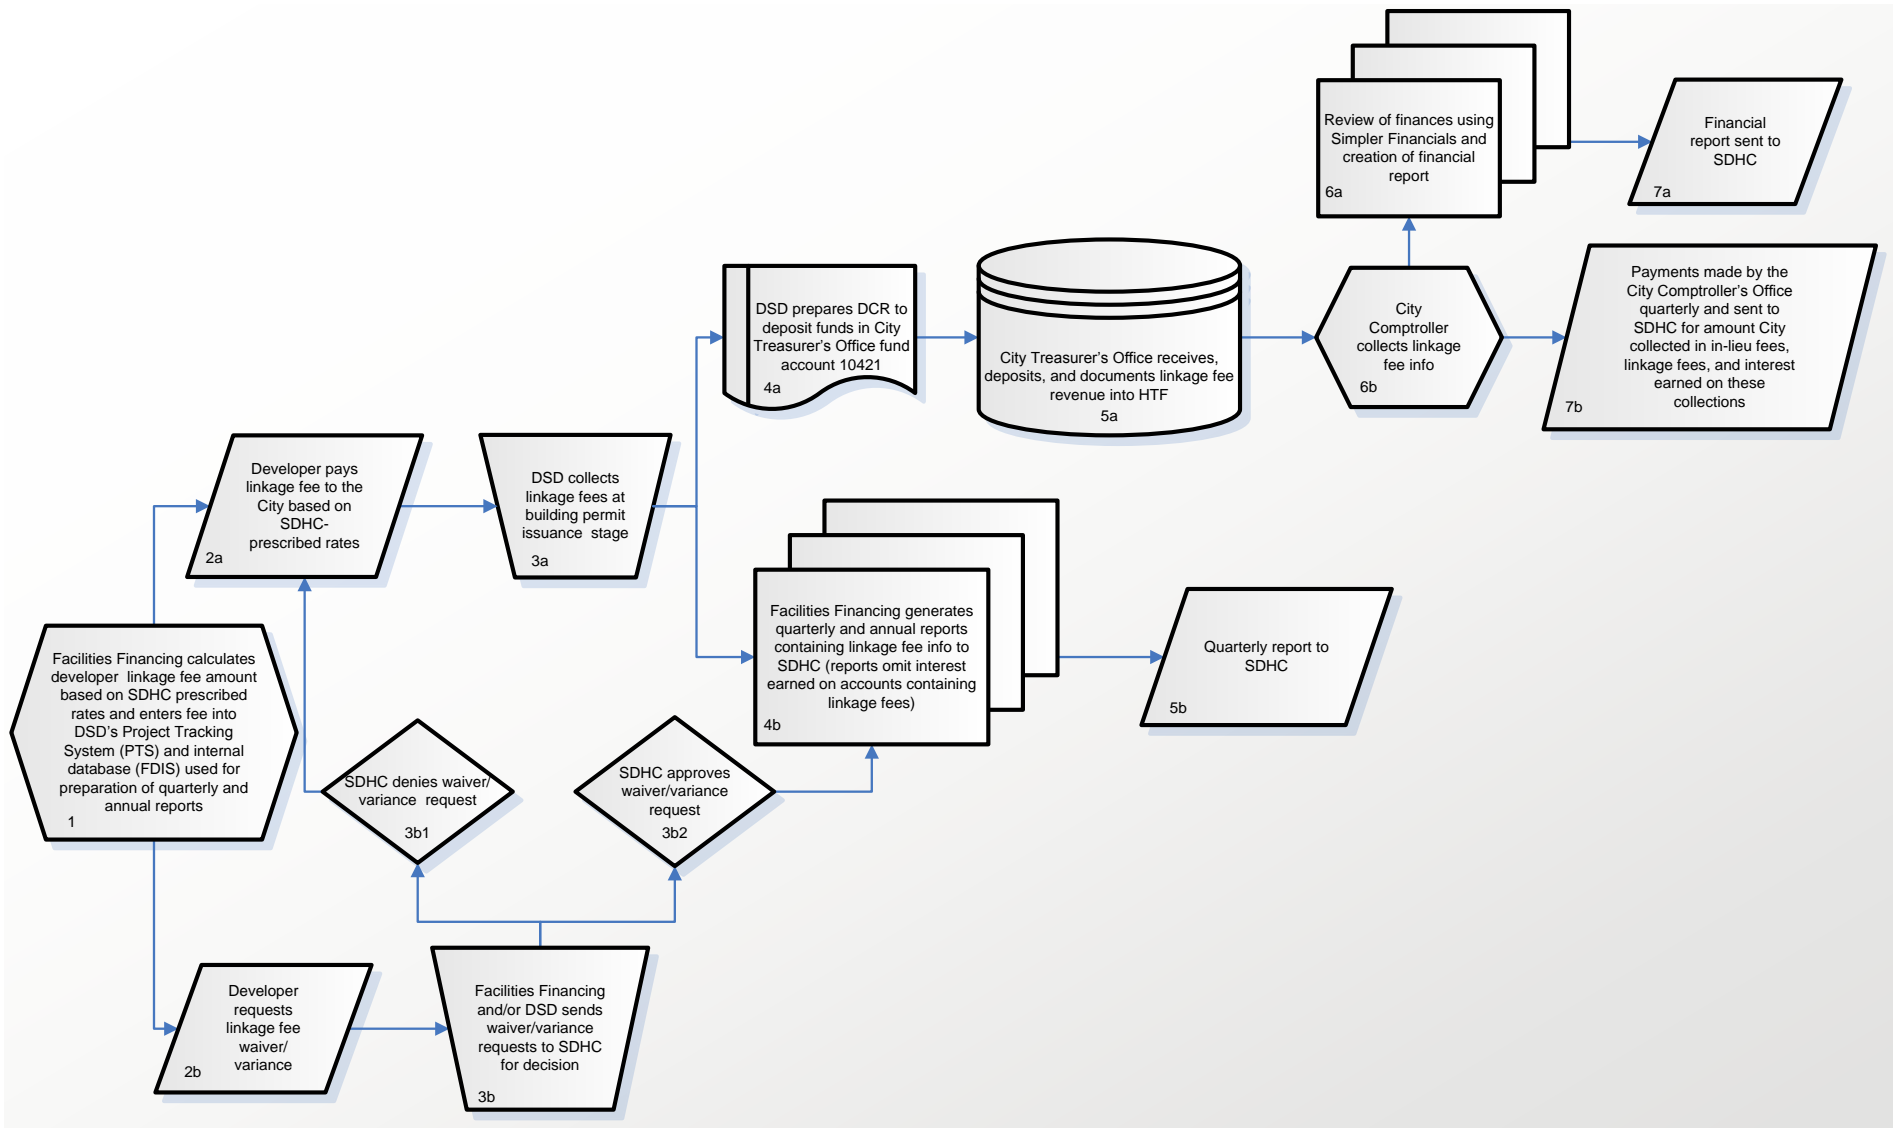 Facilities Financing calculates
developer linkage fee amount
based on SDHC prescribed
rates and enters fee into
DSD's Project Tracking
System (PTS) and internal
database (FDIS) used for
preparation of quarterly and
annual reports
1
Developer pays
linkage fee to the
City based on
SDHC-
prescribed rates
2a
Developer
requests
linkage fee
waiver/
variance
2b
DSD collects
linkage fees at
building permit
issuance stage
3a
Facilities Financing
and/or DSD sends
waiver/variance
requests to SDHC
for decision
3b
SDHC denies waiver/
variance request
3b1
SDHC approves
waiver/variance
request
3b2
DSD prepares DCR to
deposit funds in City
Treasurer's Office fund
account 10421
4a
Facilities Financing generates
quarterly and annual reports
containing linkage fee info to
SDHC (reports omit interest
earned on accounts containing
linkage fees)
4b
City Treasurer's Office receives,
deposits, and documents linkage fee
revenue into HTF
5a
Quarterly report to
SDHC
5b
Review of finances using
Simpler Financials and
creation of financial
report
6a
City
Comptroller
collects linkage
fee info
6b
Financial
report sent to
SDHC
7a
Payments made by the
City Comptroller's Office
quarterly and sent to
SDHC for amount City
collected in in-lieu fees,
linkage fees, and interest
earned on these
collections
7b